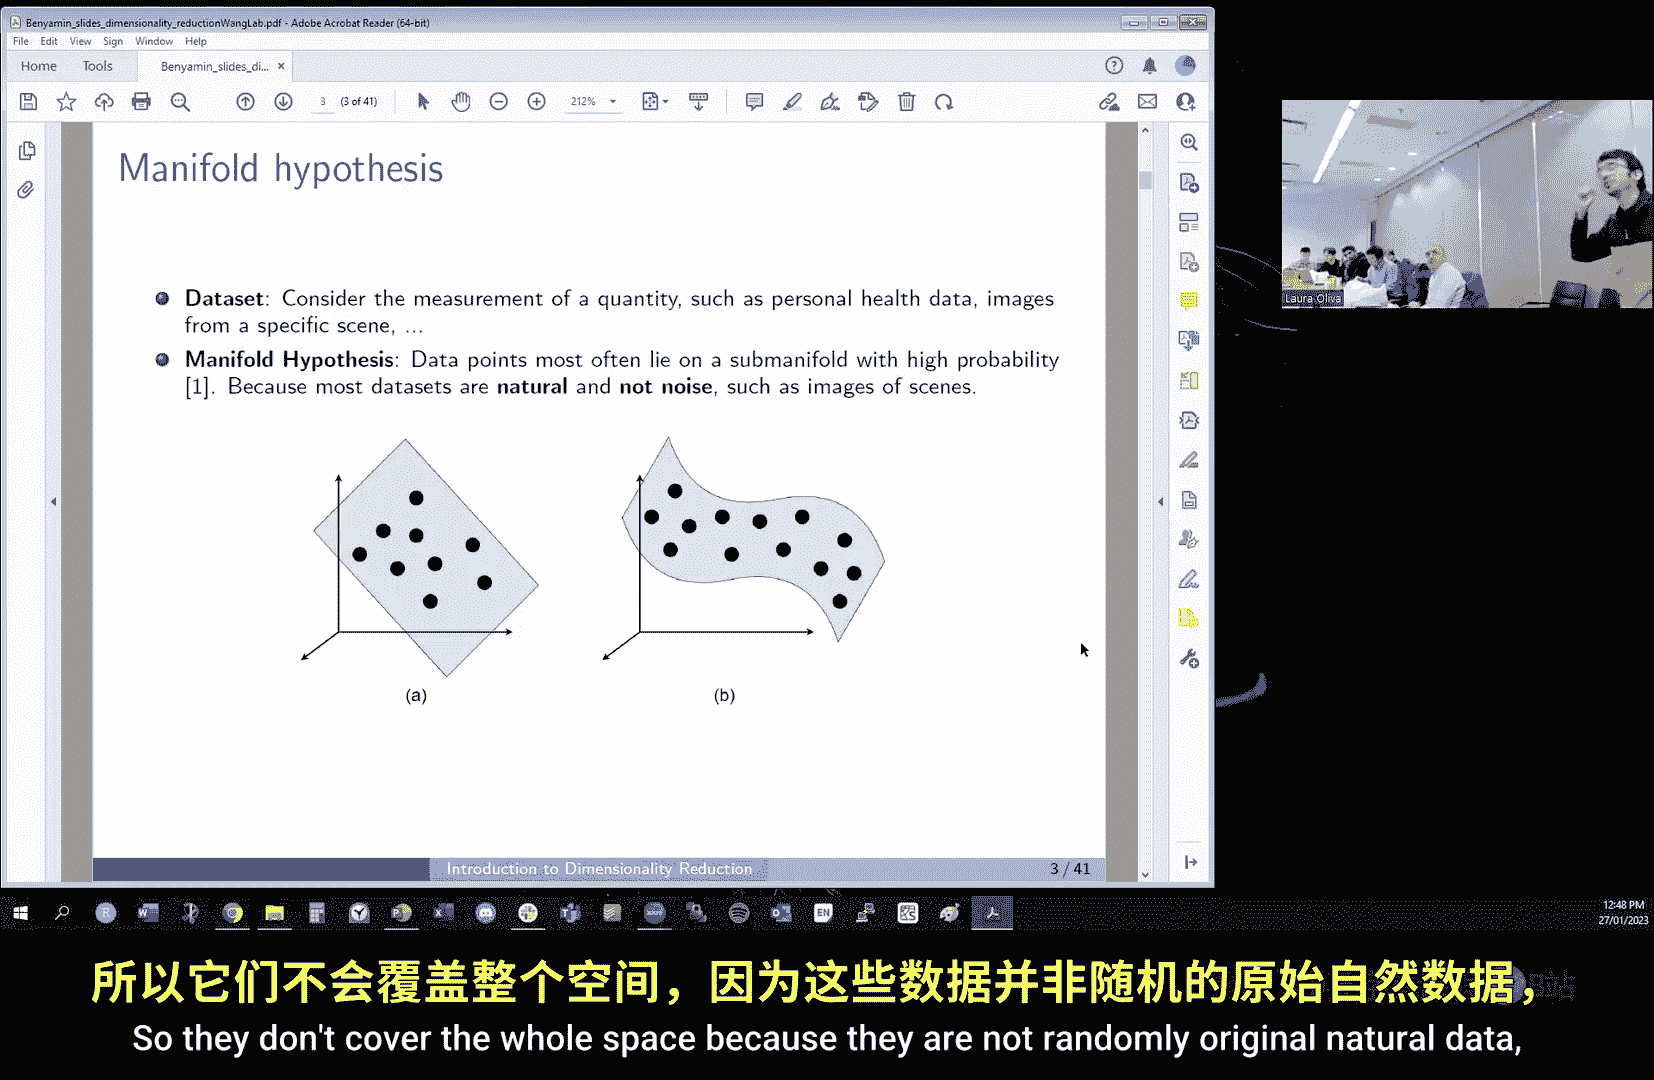 Benyamin_slides_dimensionality_reductionWangLab.pdf - Adobe Acrobat Reader (64-bit)
File Edit View Sign Window Help
Home Tools Benyamin_slides_di... ×
3 (3 of 41) 212%
Manifold hypothesis
Dataset: Consider the measurement of a quantity, such as personal health data, images
from a specific scene, ...
Manifold Hypothesis: Data points most often lie on a submanifold with high probability
[1]. Because most datasets are natural and not noise, such as images of scenes.
(a) (b)
Introduction to Dimensionality Reduction 3 / 41
Laura Oliva
EN
12:48 PM
27/01/2023
所以它们不会覆盖整个空间，因为这些数据并非随机的原始自然数据，
So they don't cover the whole space because they are not randomly original natural data,